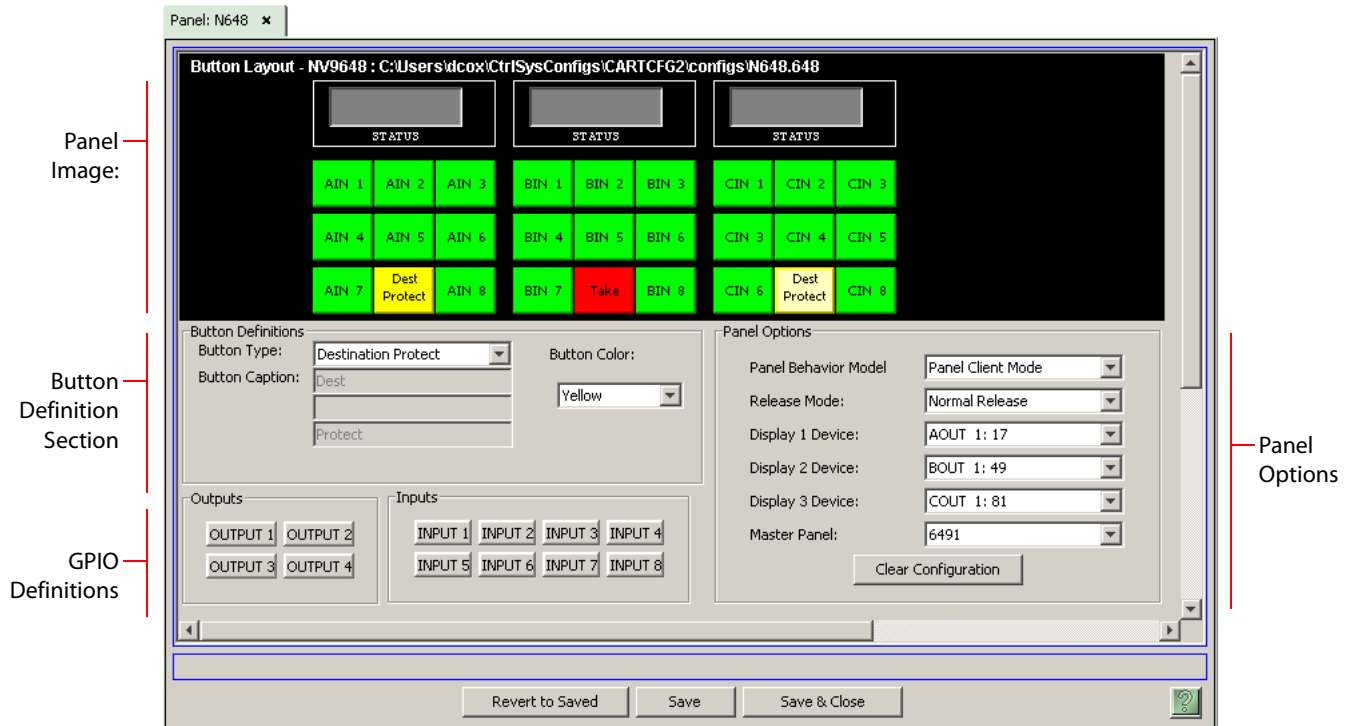 Panel: N648 ×
Button Layout - NV9648 : C:\Users\dcox\CtrlSysConfigs\CARTCFG2\configs\N648.648
STATUS STATUS STATUS
Panel
Image:
AIN 1 AIN 2 AIN 3 BIN 1 BIN 2 BIN 3 CIN 1 CIN 2 CIN 3
AIN 4 AIN 5 AIN 6 BIN 4 BIN 5 BIN 6 CIN 3 CIN 4 CIN 5
AIN 7 Dest Protect AIN 8 BIN 7 Take BIN 8 CIN 6 Dest Protect CIN 8
Button
Definition
Section
Button Definitions
Button Type: Destination Protect
Button Caption: Dest
Protect
Button Color:
Yellow
Panel Options
Panel Behavior Model Panel Client Mode
Release Mode: Normal Release
Display 1 Device: AOUT 1: 17
Display 2 Device: BOUT 1: 49
Display 3 Device: COUT 1: 81
Master Panel: 6491
Clear Configuration
Panel
Options
GPIO
Definitions
Outputs
OUTPUT 1 OUTPUT 2
OUTPUT 3 OUTPUT 4
Inputs
INPUT 1 INPUT 2 INPUT 3 INPUT 4
INPUT 5 INPUT 6 INPUT 7 INPUT 8
Revert to Saved Save Save & Close ?